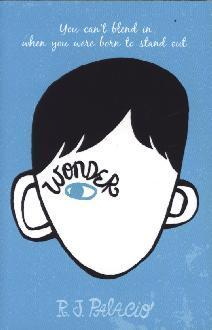 You can't blend in
when you were born to stand out
WONDER
R. J. PALACIO